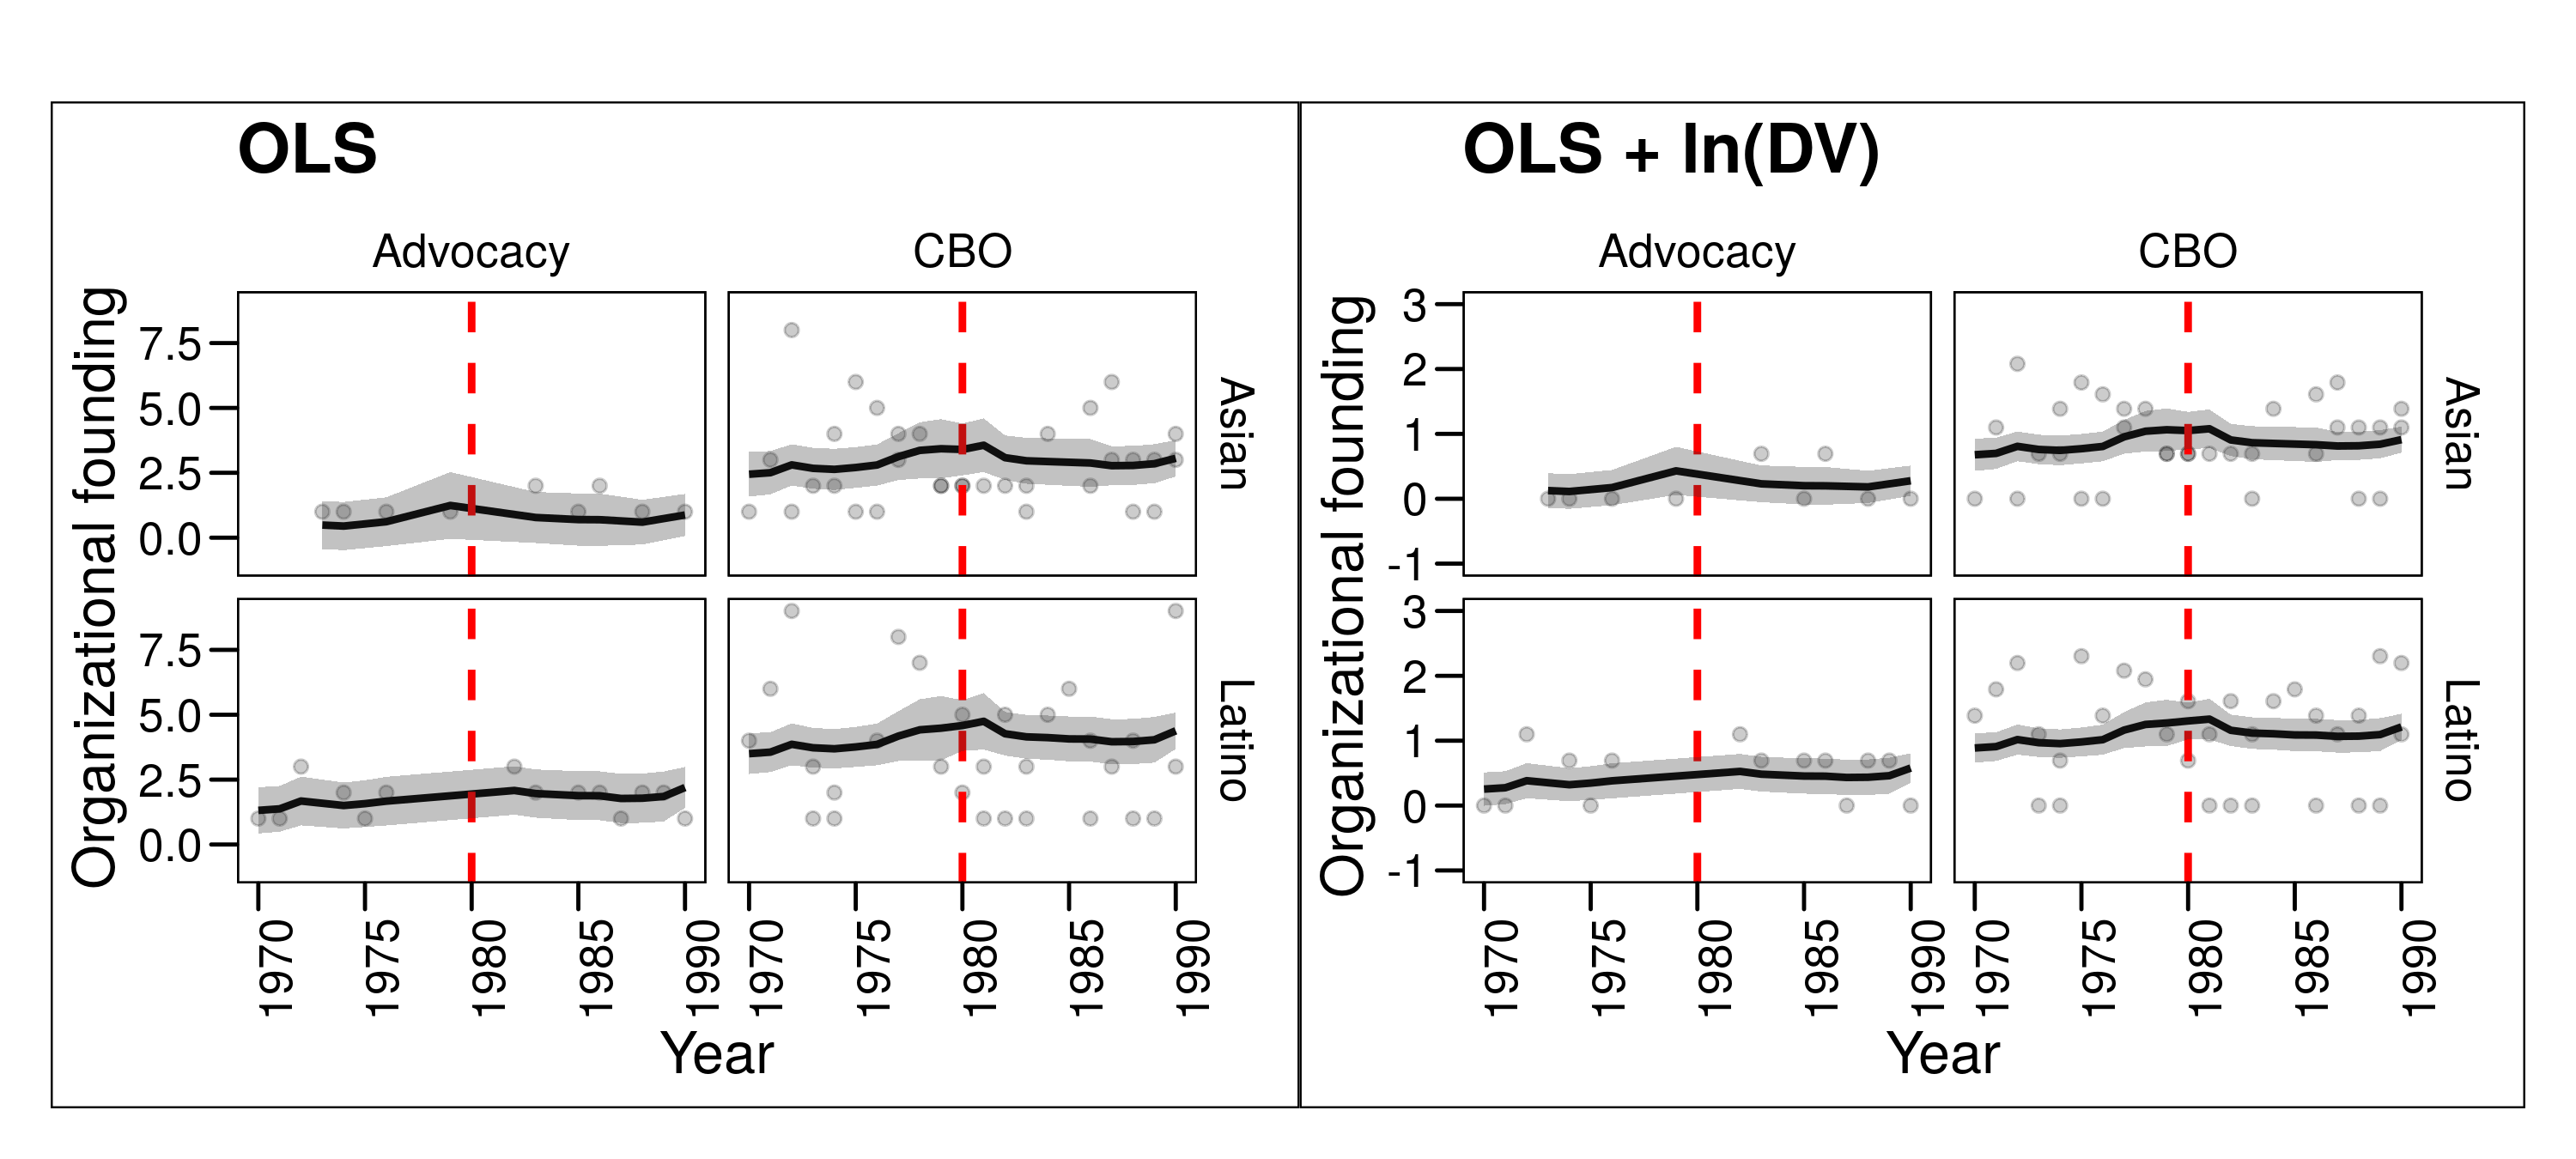 OLS
Advocacy
CBO
Organizational founding
7.5
5.0
2.5
0.0
Asian
7.5
5.0
2.5
0.0
Latino
1970
1975
1980
1985
1990
1970
1975
1980
1985
1990
Year
OLS + ln(DV)
Advocacy
CBO
Organizational founding
3
2
1
0
-1
Asian
3
2
1
0
-1
Latino
1970
1975
1980
1985
1990
1970
1975
1980
1985
1990
Year